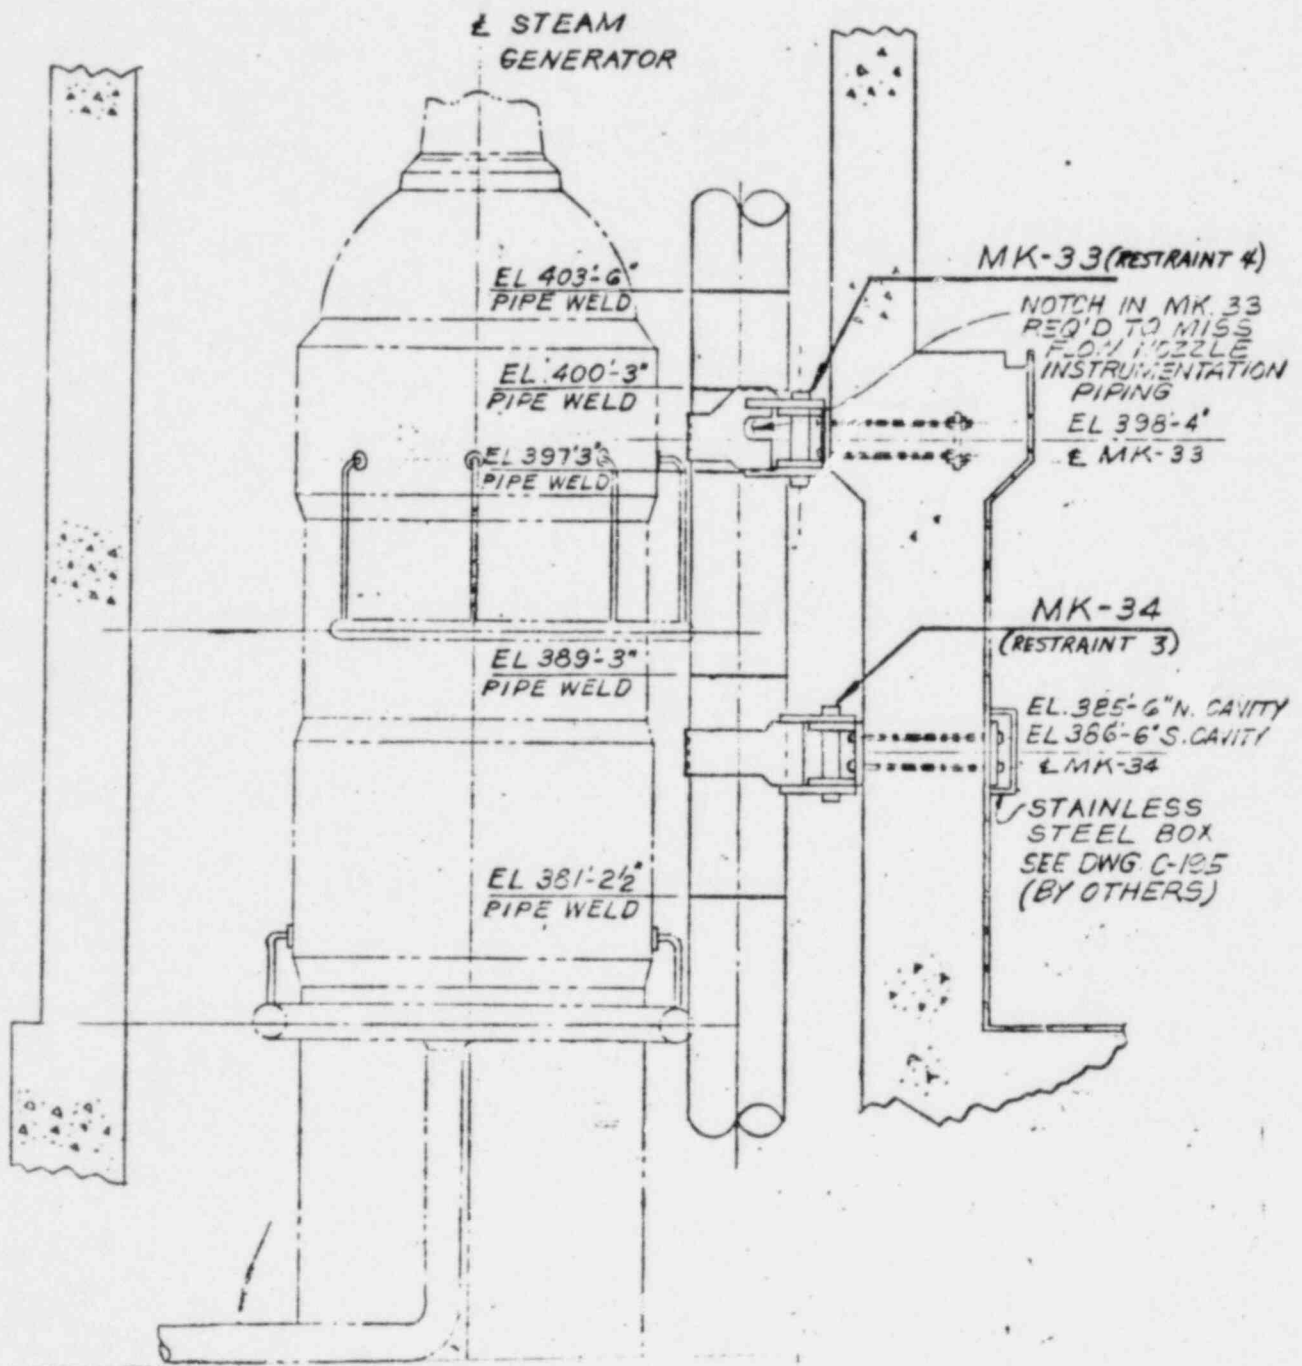 ℄ STEAM
GENERATOR
MK-33 (RESTRAINT 4)
EL 403'-6"
PIPE WELD
NOTCH IN MK. 33
REQ'D TO MISS
FLOW NOZZLE
INSTRUMENTATION
PIPING
EL. 400'-3"
PIPE WELD
EL 398'-4"
℄ MK-33
EL 397'3"
PIPE WELD
MK-34
(RESTRAINT 3)
EL 389'-3"
PIPE WELD
EL. 385'-6" N. CAVITY
EL 386'-6" S. CAVITY
℄ MK-34
STAINLESS
STEEL BOX
SEE DWG. C-195
(BY OTHERS)
EL 381'-2½"
PIPE WELD